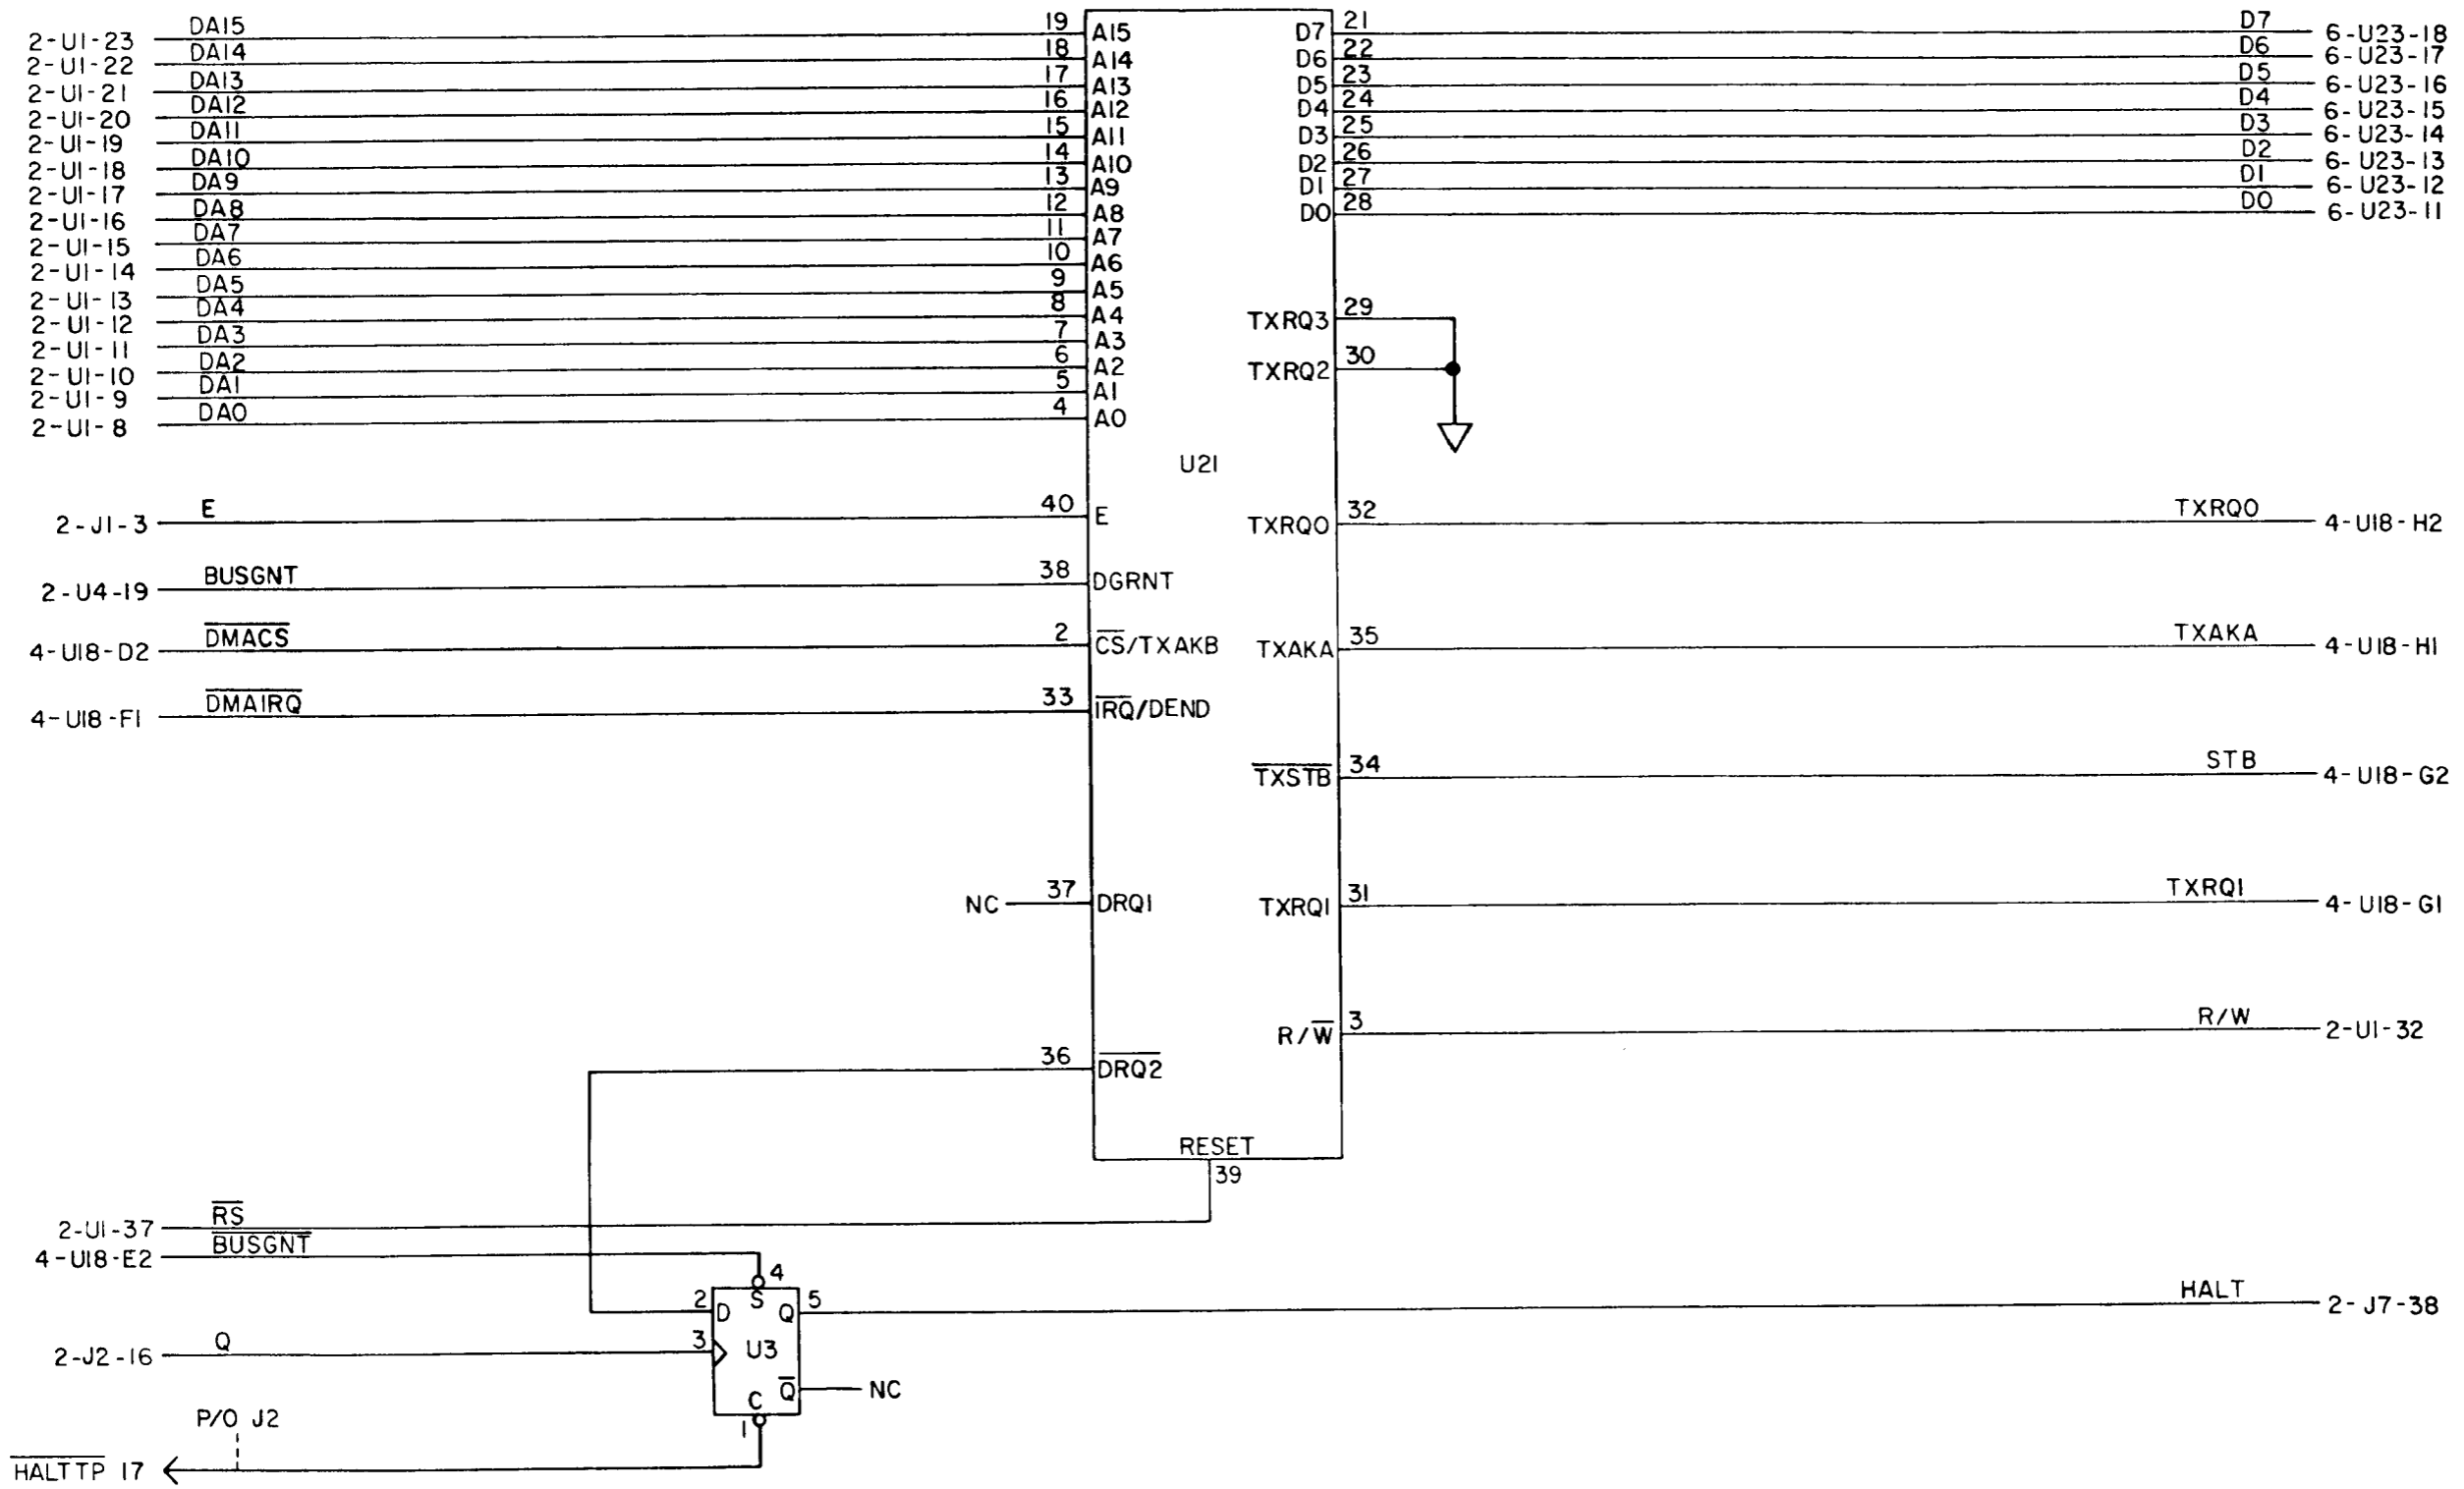 2-U1-23 DA15 19 A15 D7 21 D7 6-U23-18
2-U1-22 DA14 18 A14 D6 22 D6 6-U23-17
2-U1-21 DA13 17 A13 D5 23 D5 6-U23-16
2-U1-20 DA12 16 A12 D4 24 D4 6-U23-15
2-U1-19 DA11 15 A11 D3 25 D3 6-U23-14
2-U1-18 DA10 14 A10 D2 26 D2 6-U23-13
2-U1-17 DA9 13 A9 D1 27 D1 6-U23-12
2-U1-16 DA8 12 A8 D0 28 D0 6-U23-11
2-U1-15 DA7 11 A7
2-U1-14 DA6 10 A6
2-U1-13 DA5 9 A5
2-U1-12 DA4 8 A4 TXRQ3 29
2-U1-11 DA3 7 A3
2-U1-10 DA2 6 A2 TXRQ2 30
2-U1-9 DA1 5 A1
2-U1-8 DA0 4 A0
U21
2-J1-3 E 40 E TXRQ0 32 TXRQ0 4-U18-H2
2-U4-19 BUSGNT 38 DGRNT
4-U18-D2 DMACS 2 CS/TXAKB TXAKA 35 TXAKA 4-U18-H1
4-U18-F1 DMAIRQ 33 IRQ/DEND
TXSTB 34 STB 4-U18-G2
NC 37 DRQ1 TXRQ1 31 TXRQ1 4-U18-G1
R/W 3 R/W 2-U1-32
36 DRQ2
RESET
39
2-U1-37 RS
4-U18-E2 BUSGNT
4
S
2 D Q 5 HALT 2-J7-38
2-J2-16 Q 3 U3
Q NC
C
1
P/O J2
HALTTP 17